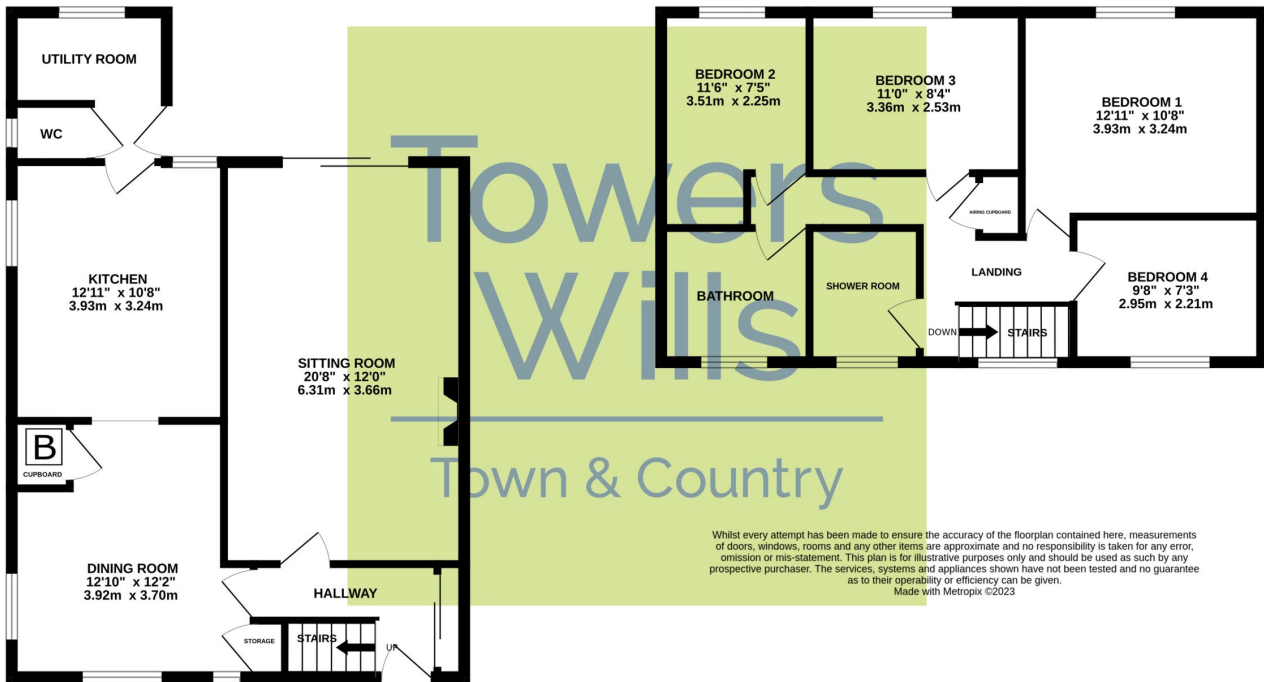 UTILITY ROOM
WC
KITCHEN
12'11" x 10'8"
3.93m x 3.24m
SITTING ROOM
20'8" x 12'0"
6.31m x 3.66m
B
CUPBOARD
DINING ROOM
12'10" x 12'2"
3.92m x 3.70m
HALLWAY
STORAGE
STAIRS
UP
BEDROOM 2
11'6" x 7'5"
3.51m x 2.25m
BEDROOM 3
11'0" x 8'4"
3.36m x 2.53m
BEDROOM 1
12'11" x 10'8"
3.93m x 3.24m
AIRING CUPBOARD
LANDING
BEDROOM 4
9'8" x 7'3"
2.95m x 2.21m
BATHROOM
SHOWER ROOM
DOWN
STAIRS
Towers
Wills
Town & Country
Whilst every attempt has been made to ensure the accuracy of the floorplan contained here, measurements
of doors, windows, rooms and any other items are approximate and no responsibility is taken for any error,
omission or mis-statement. This plan is for illustrative purposes only and should be used as such by any
prospective purchaser. The services, systems and appliances shown have not been tested and no guarantee
as to their operability or efficiency can be given.
Made with Metropix ©2023